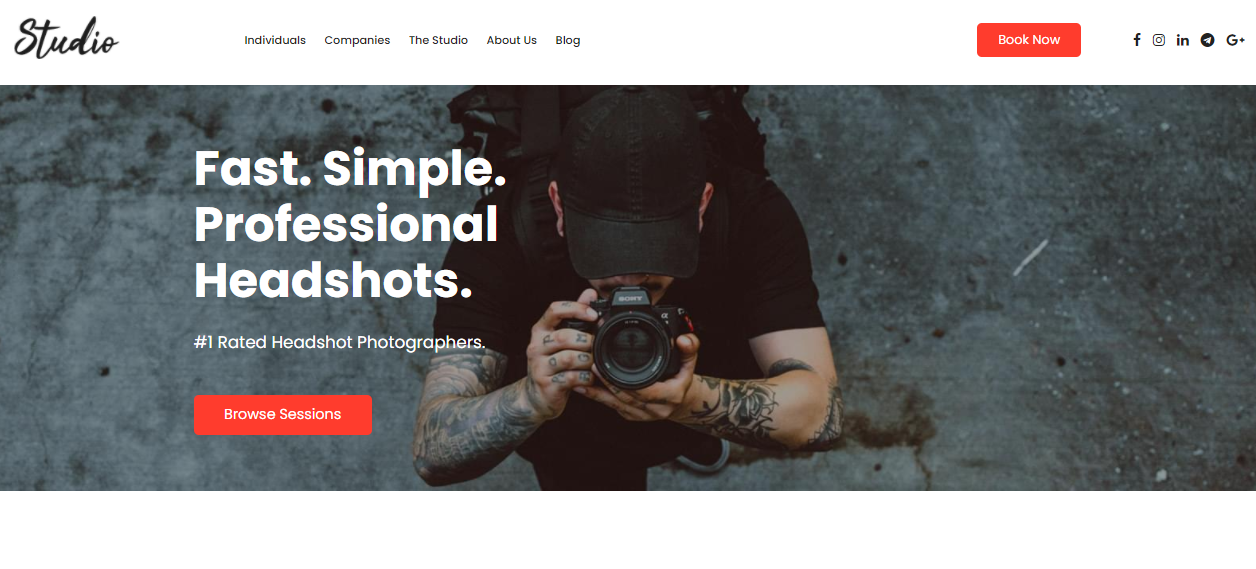 Studio
Individuals Companies The Studio About Us Blog
Book Now
Fast. Simple.
Professional
Headshots.
#1 Rated Headshot Photographers.
Browse Sessions
SONY
α